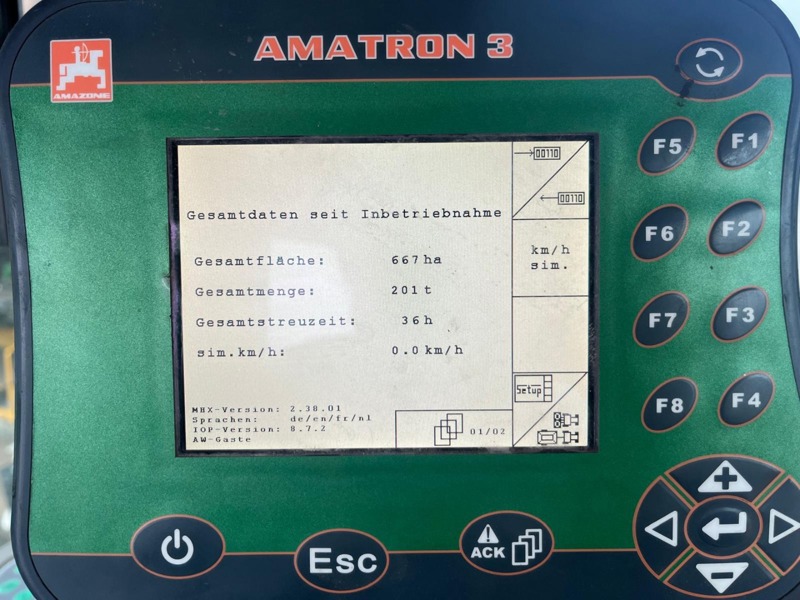 AMATRON 3
AMAZONE
00110
00110
Gesamtdaten seit Inbetriebnahme
Gesamtfläche: 667 ha
Gesamtmenge: 201 t
Gesamtstreuzeit: 36 h
sim.km/h: 0.0 km/h
km/h
sim.
Setup
MHX-Version: 2.38.01
Sprachen: de/en/fr/nl
IOP-Version: 8.7.2
AW-Gaste
01/02
F5 F1
F6 F2
F7 F3
F8 F4
Esc
ACK